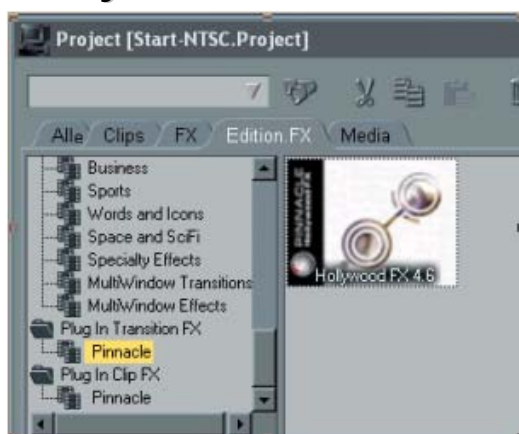 Project [Start-NTSC.Project]
Alle Clips FX Edition FX Media
Business
Sports
Words and Icons
Space and SciFi
Specialty Effects
MultiWindow Transitions
MultiWindow Effects
Plug In Transition FX
Pinnacle
Plug In Clip FX
Pinnacle
PINNACLE
Hollywood FX
Hollywood FX 4.6